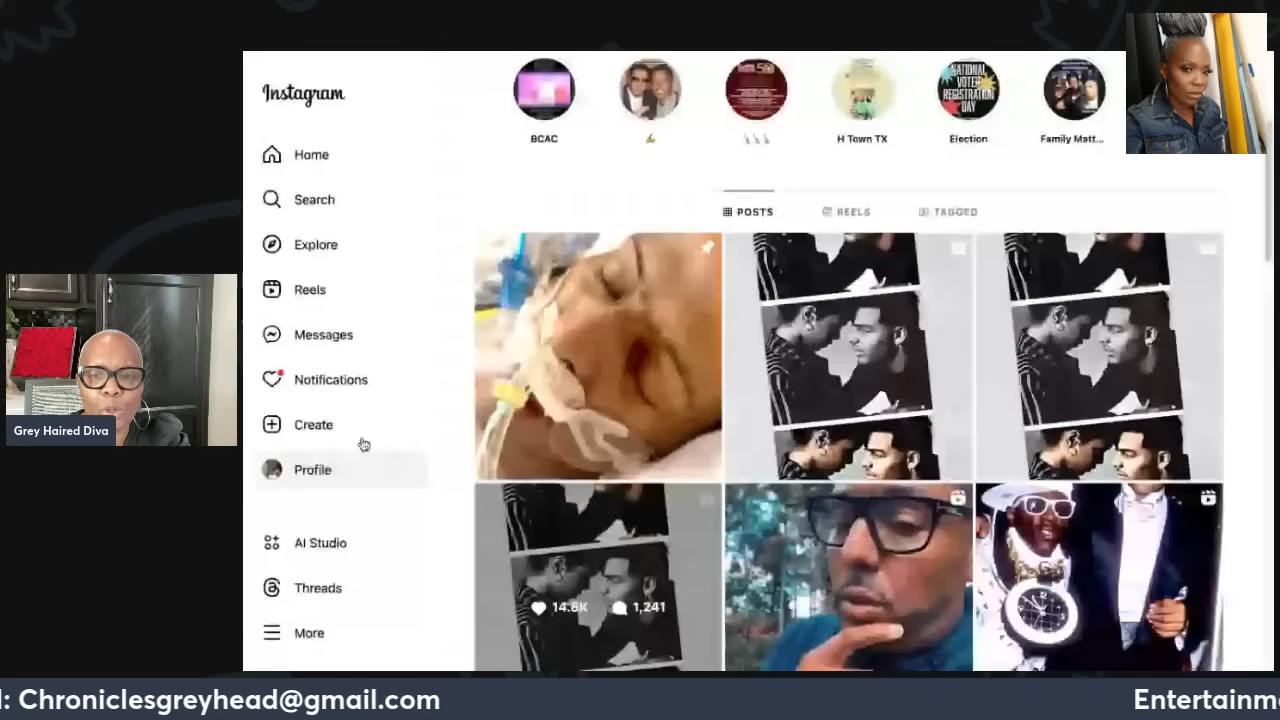 Instagram
BCAC
H Town TX
Election
Family Matt...
NATIONAL
VOTER
REGISTRATION
DAY
Home
Search
Explore
Reels
Messages
Notifications
Create
Profile
AI Studio
Threads
More
POSTS
REELS
TAGGED
14.8K
1,241
Grey Haired Diva
l: Chroniclesgreyhead@gmail.com
Entertainm